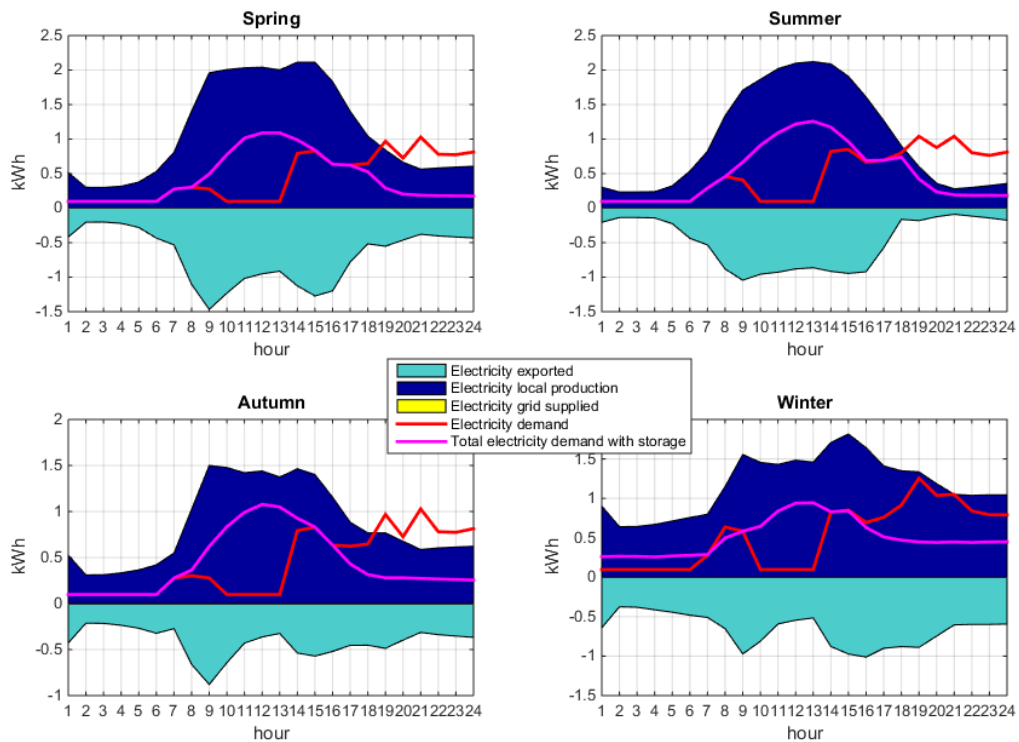 Spring
2.5
2
1.5
1
0.5
0
-0.5
-1
-1.5
kWh
1 2 3 4 5 6 7 8 9 10 11 12 13 14 15 16 17 18 19 20 21 22 23 24
hour
Summer
2.5
2
1.5
1
0.5
0
-0.5
-1
-1.5
kWh
1 2 3 4 5 6 7 8 9 10 11 12 13 14 15 16 17 18 19 20 21 22 23 24
hour
Electricity exported
Electricity local production
Electricity grid supplied
Electricity demand
Total electricity demand with storage
Autumn
2
1.5
1
0.5
0
-0.5
-1
kWh
1 2 3 4 5 6 7 8 9 10 11 12 13 14 15 16 17 18 19 20 21 22 23 24
hour
Winter
2
1.5
1
0.5
0
-0.5
-1
-1.5
kWh
1 2 3 4 5 6 7 8 9 10 11 12 13 14 15 16 17 18 19 20 21 22 23 24
hour